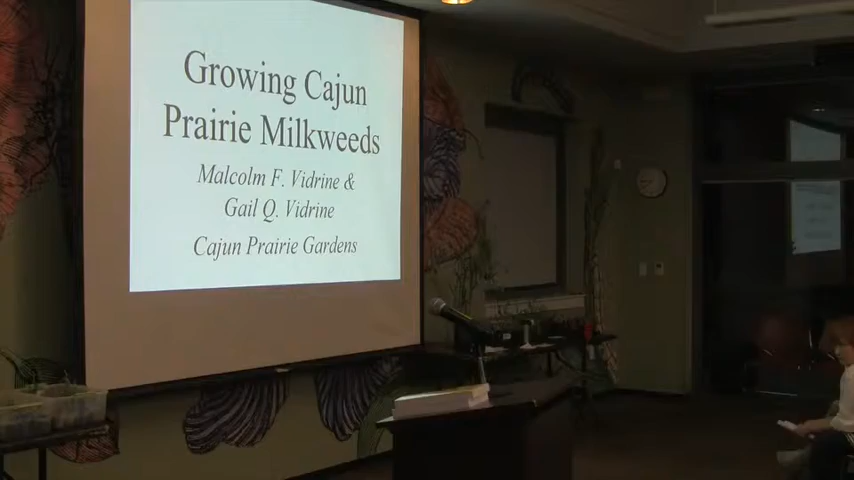 Growing Cajun
Prairie Milkweeds
Malcolm F. Vidrine &
Gail Q. Vidrine
Cajun Prairie Gardens